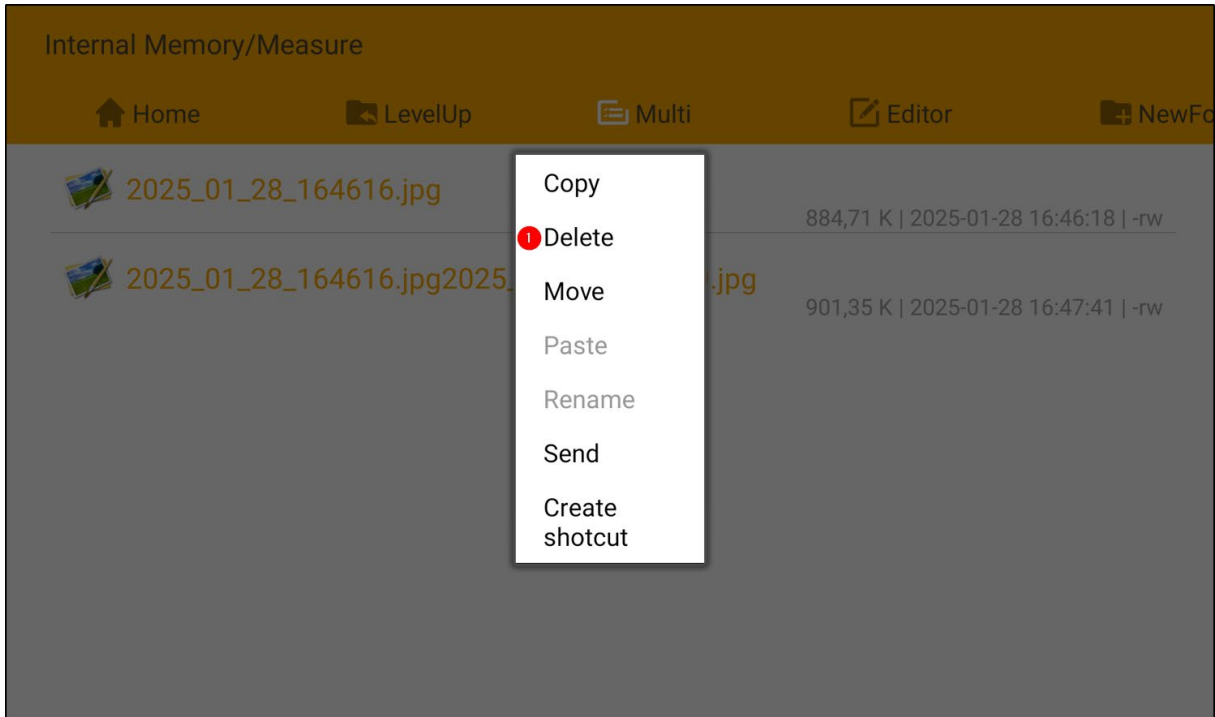 Internal Memory/Measure
Home LevelUp Multi Editor NewFo
2025_01_28_164616.jpg
884,71 K | 2025-01-28 16:46:18 | -rw
2025_01_28_164616.jpg2025_ .jpg
901,35 K | 2025-01-28 16:47:41 | -rw
Copy
1 Delete
Move
Paste
Rename
Send
Create
shotcut